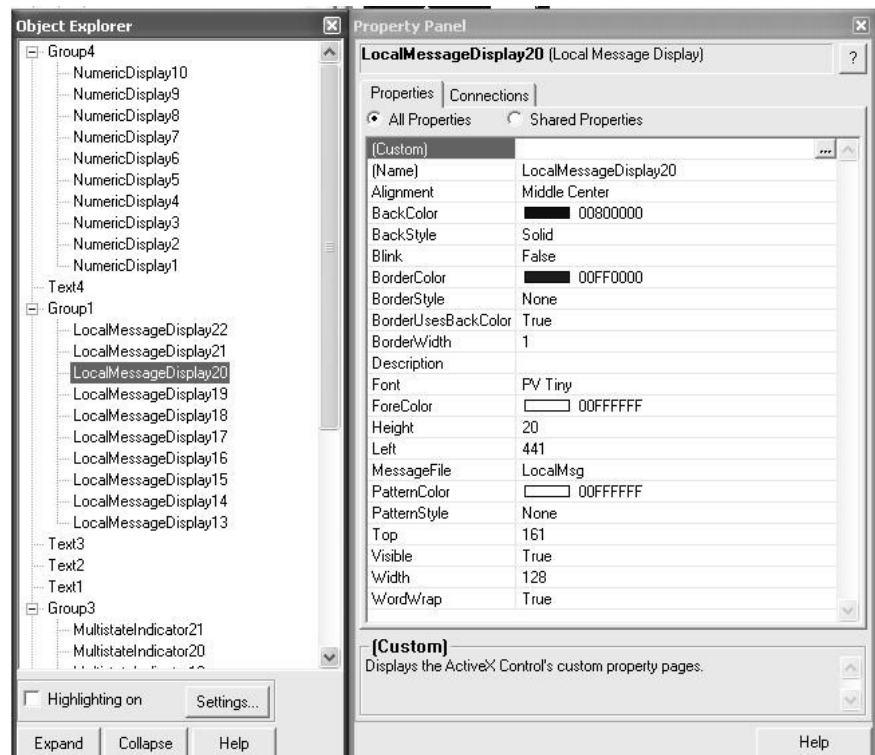 Object Explorer
Group4
NumericDisplay10
NumericDisplay9
NumericDisplay8
NumericDisplay7
NumericDisplay6
NumericDisplay5
NumericDisplay4
NumericDisplay3
NumericDisplay2
NumericDisplay1
Text4
Group1
LocalMessageDisplay22
LocalMessageDisplay21
LocalMessageDisplay20
LocalMessageDisplay19
LocalMessageDisplay18
LocalMessageDisplay17
LocalMessageDisplay16
LocalMessageDisplay15
LocalMessageDisplay14
LocalMessageDisplay13
Text3
Text2
Text1
Group3
MultistateIndicator21
MultistateIndicator20
Highlighting on
Settings...
Expand Collapse Help
Property Panel
LocalMessageDisplay20 (Local Message Display)
?
Properties Connections
All Properties Shared Properties
(Custom) ...
(Name) LocalMessageDisplay20
Alignment Middle Center
BackColor 00800000
BackStyle Solid
Blink False
BorderColor 00FF0000
BorderStyle None
BorderUsesBackColor True
BorderWidth 1
Description
Font PV Tiny
ForeColor 00FFFFFF
Height 20
Left 441
MessageFile LocalMsg
PatternColor 00FFFFFF
PatternStyle None
Top 161
Visible True
Width 128
WordWrap True
(Custom)
Displays the ActiveX Control's custom property pages.
Help